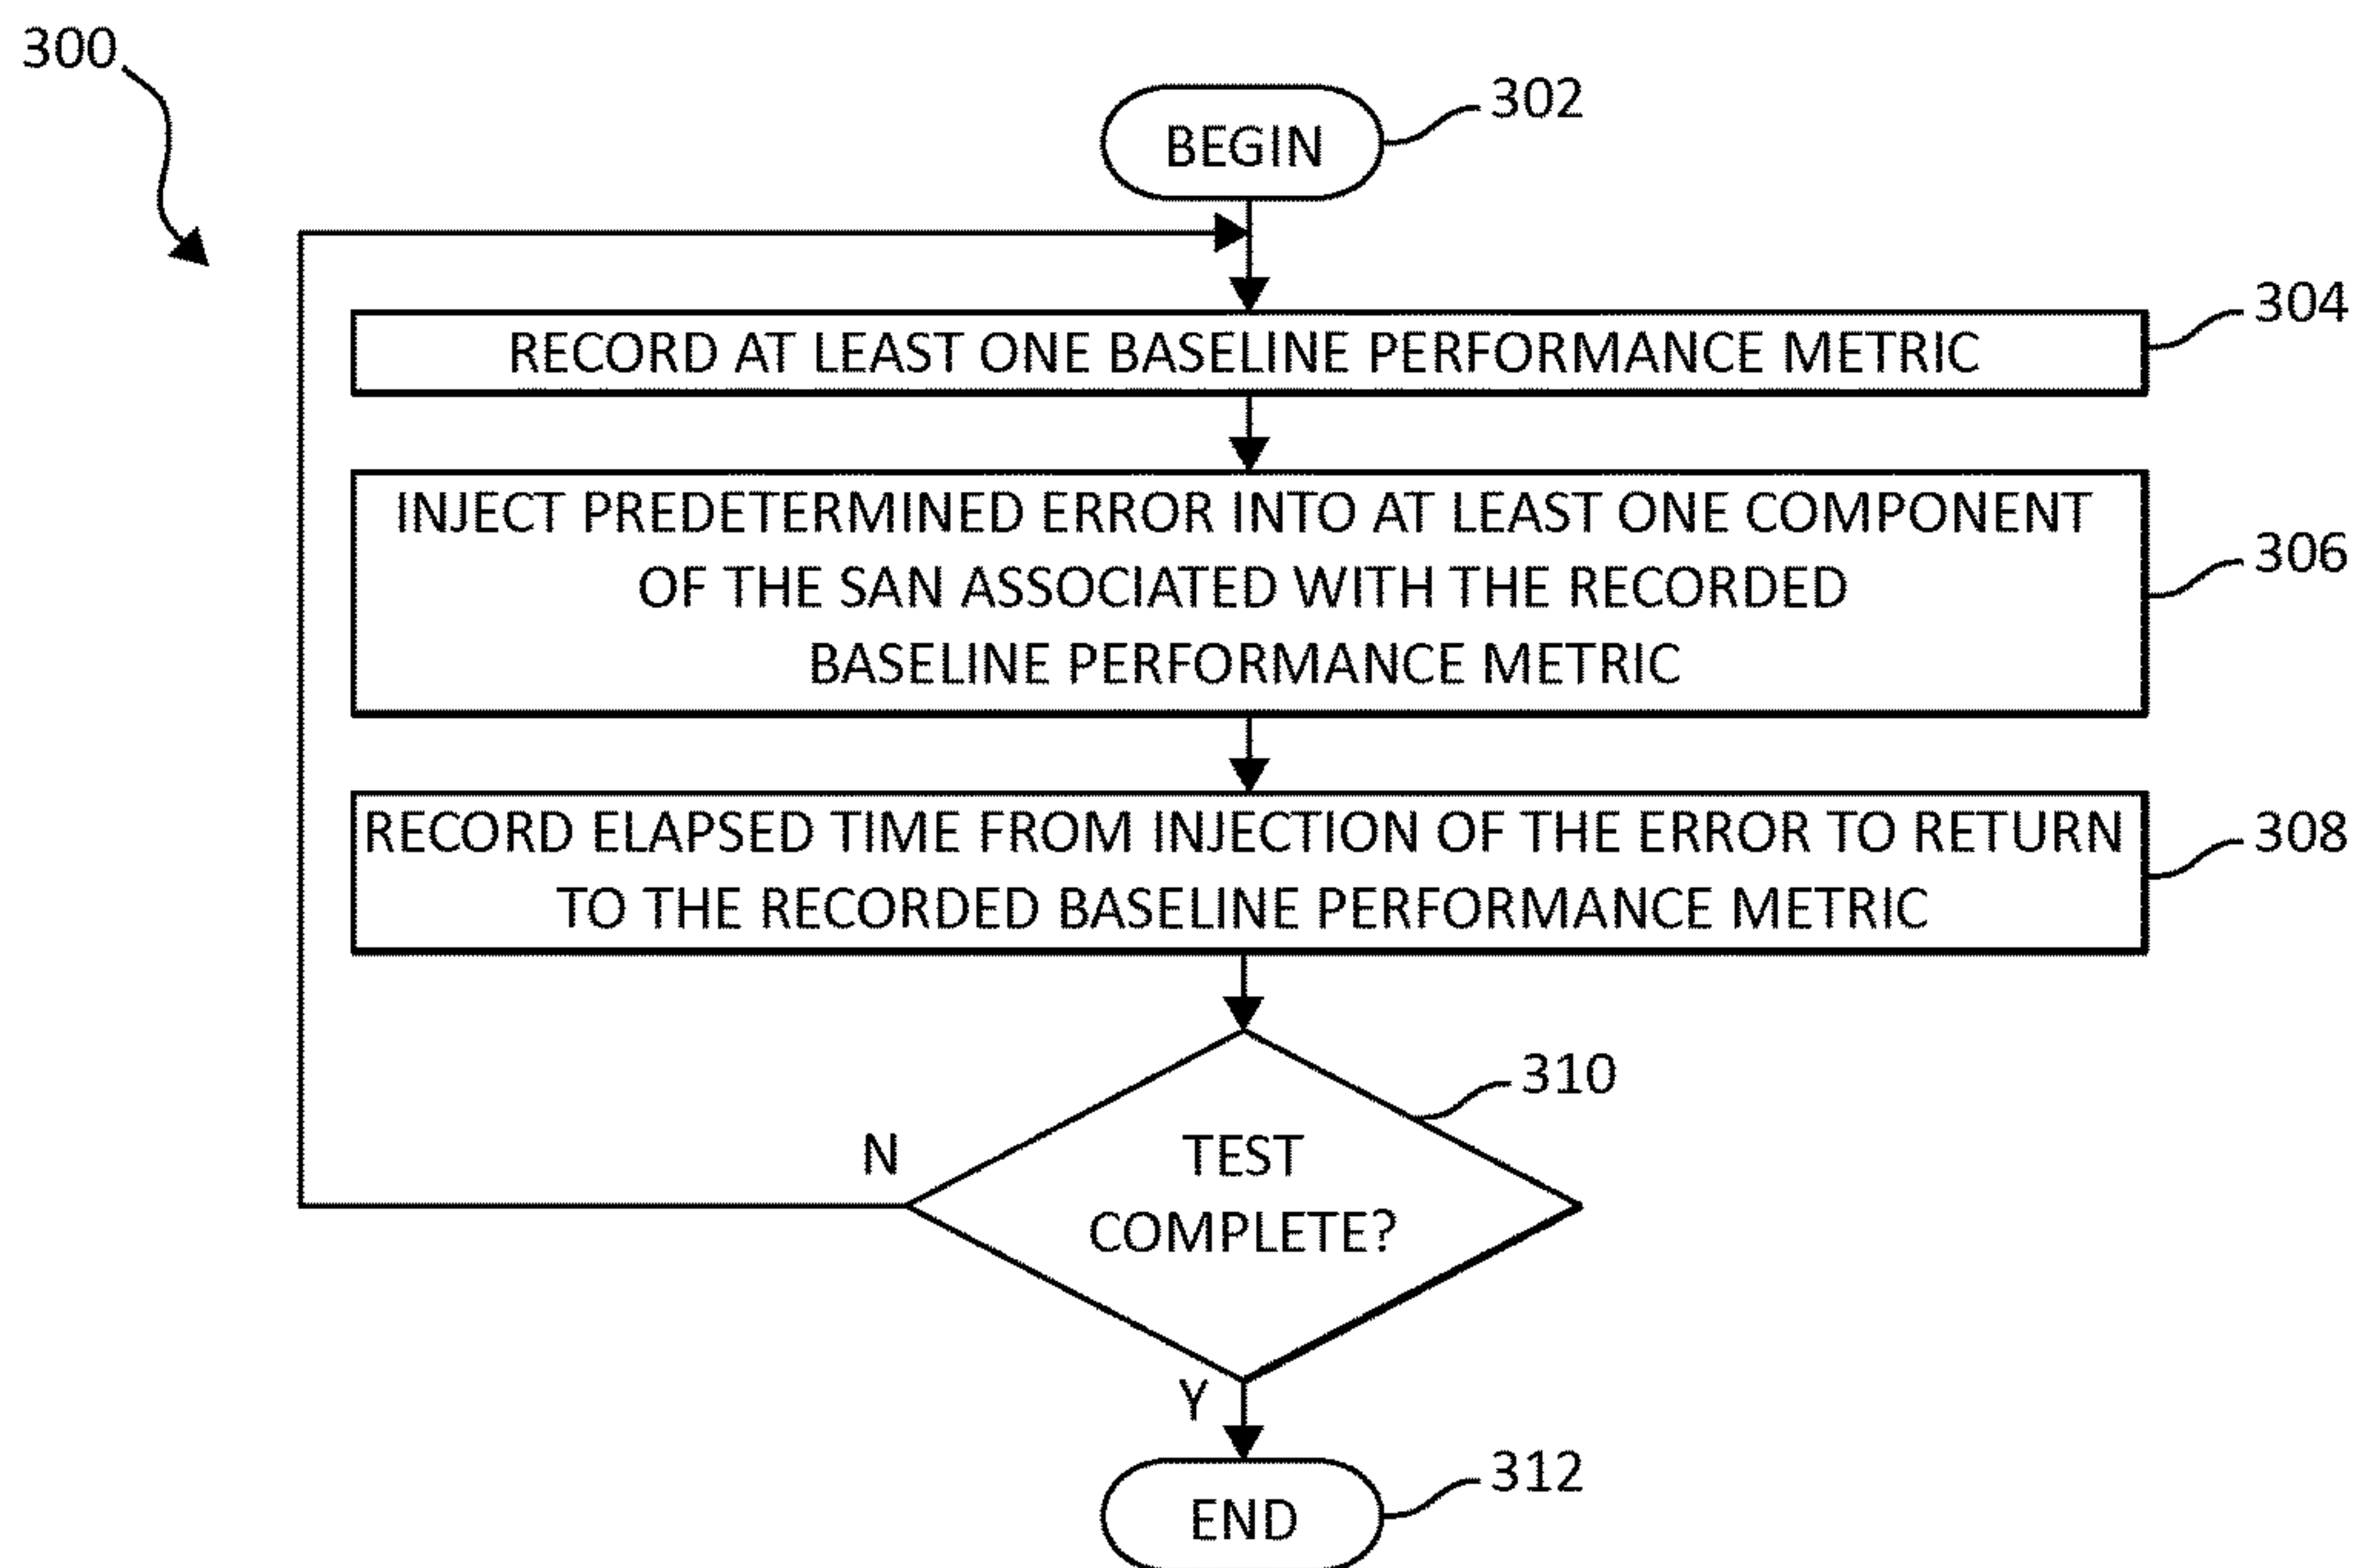 300
BEGIN
302
RECORD AT LEAST ONE BASELINE PERFORMANCE METRIC
304
INJECT PREDETERMINED ERROR INTO AT LEAST ONE COMPONENT
OF THE SAN ASSOCIATED WITH THE RECORDED
BASELINE PERFORMANCE METRIC
306
RECORD ELAPSED TIME FROM INJECTION OF THE ERROR TO RETURN
TO THE RECORDED BASELINE PERFORMANCE METRIC
308
TEST
COMPLETE?
310
N
Y
END
312